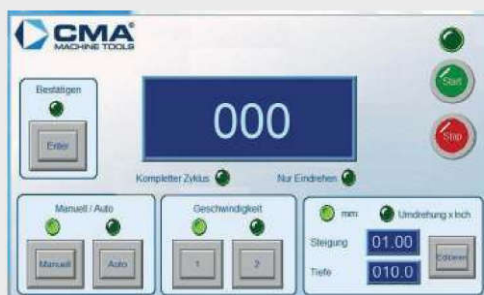 CMA®
MACHINE TOOLS
Bestätigen
Enter
000
Start
Stop
Kompletter Zyklus
Nur Eindrehen
Manuell / Auto
Manuell
Auto
Geschwindigkeit
1
2
mm
Umdrehung x Inch
Steigung
01.00
Tiefe
010.0
Editieren